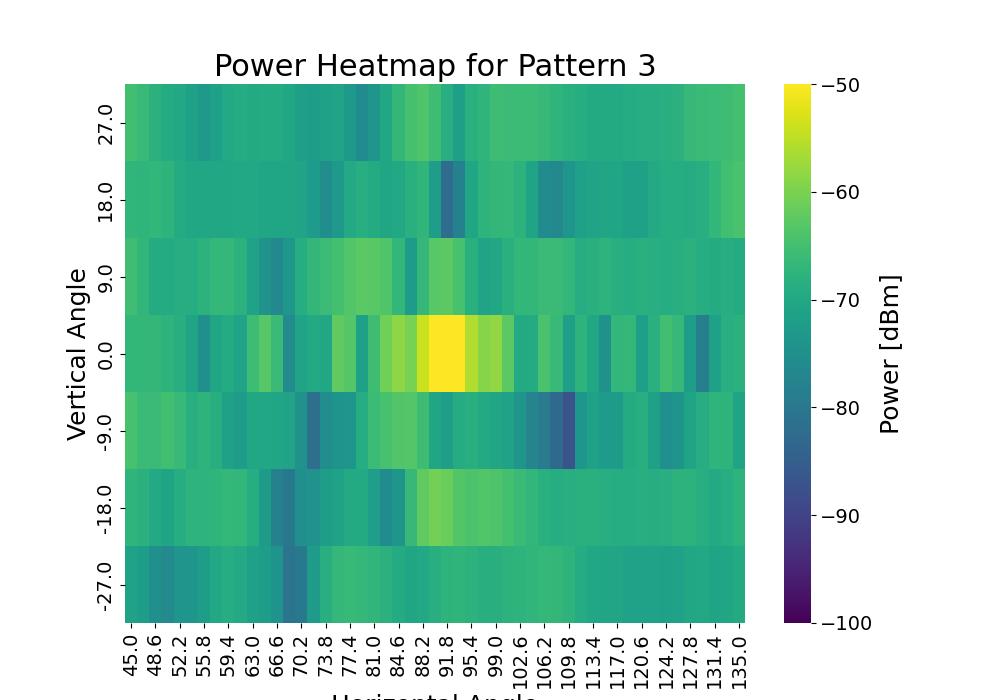 Power Heatmap for Pattern 3
Vertical Angle
27.0
18.0
9.0
0.0
-9.0
-18.0
-27.0
45.0 48.6 52.2 55.8 59.4 63.0 66.6 70.2 73.8 77.4 81.0 84.6 88.2 91.8 95.4 99.0 102.6 106.2 109.8 113.4 117.0 120.6 124.2 127.8 131.4 135.0
Horizontal Angle
−50
−60
−70
−80
−90
−100
Power [dBm]